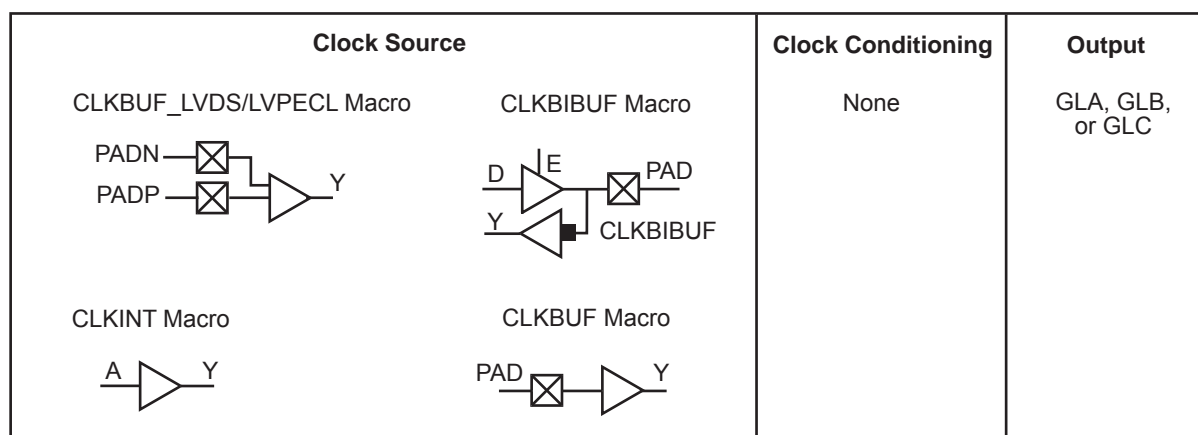 Clock Source
Clock Conditioning
Output
CLKBUF_LVDS/LVPECL Macro
CLKBIBUF Macro
None
GLA, GLB,
or GLC
PADN
PADP
Y
D
E
PAD
Y
CLKBIBUF
CLKINT Macro
CLKBUF Macro
A
Y
PAD
Y